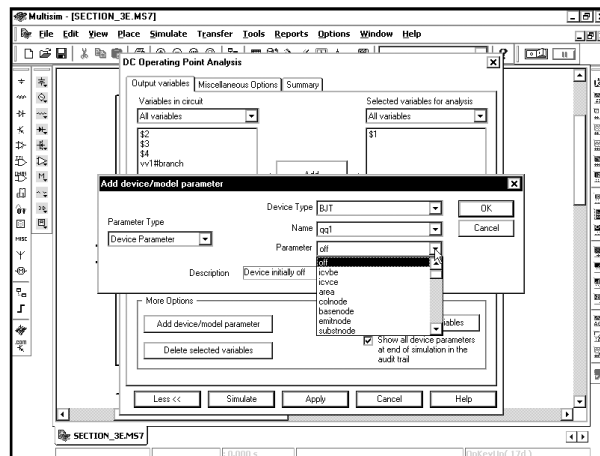 Multisim - [SECTION_3E.MS7]
File Edit View Place Simulate Transfer Tools Reports Options Window Help
DC Operating Point Analysis
Output variables Miscellaneous Options Summary
Variables in circuit
All variables
$2
$3
$4
vv1#branch
Selected variables for analysis
All variables
$1
Add device/model parameter
Parameter Type
Device Parameter
Device Type BJT
Name qq1
Parameter off
Description Device initially off
OK
Cancel
off
icvbe
icvce
area
colnode
basenode
emitnode
substnode
More Options
Add device/model parameter
Delete selected variables
Show all device parameters
at end of simulation in the
audit trail
Less << Simulate Apply Cancel Help
MISC
.com
SECTION_3E.MS7